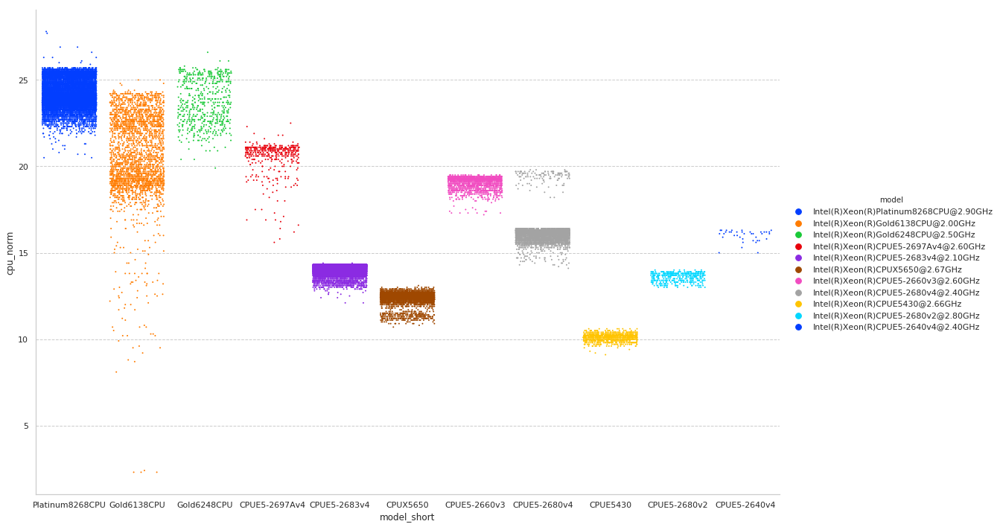 25
20
15
10
5
cpu_norm
Platinum8268CPU Gold6138CPU Gold6248CPU CPUE5-2697Av4 CPUE5-2683v4 CPUX5650 CPUE5-2660v3 CPUE5-2680v4 CPUE5430 CPUE5-2680v2 CPUE5-2640v4
model_short
model
Intel(R)Xeon(R)Platinum8268CPU@2.90GHz
Intel(R)Xeon(R)Gold6138CPU@2.00GHz
Intel(R)Xeon(R)Gold6248CPU@2.50GHz
Intel(R)Xeon(R)CPUE5-2697Av4@2.60GHz
Intel(R)Xeon(R)CPUE5-2683v4@2.10GHz
Intel(R)Xeon(R)CPUX5650@2.67GHz
Intel(R)Xeon(R)CPUE5-2660v3@2.60GHz
Intel(R)Xeon(R)CPUE5-2680v4@2.40GHz
Intel(R)Xeon(R)CPUE5430@2.66GHz
Intel(R)Xeon(R)CPUE5-2680v2@2.80GHz
Intel(R)Xeon(R)CPUE5-2640v4@2.40GHz